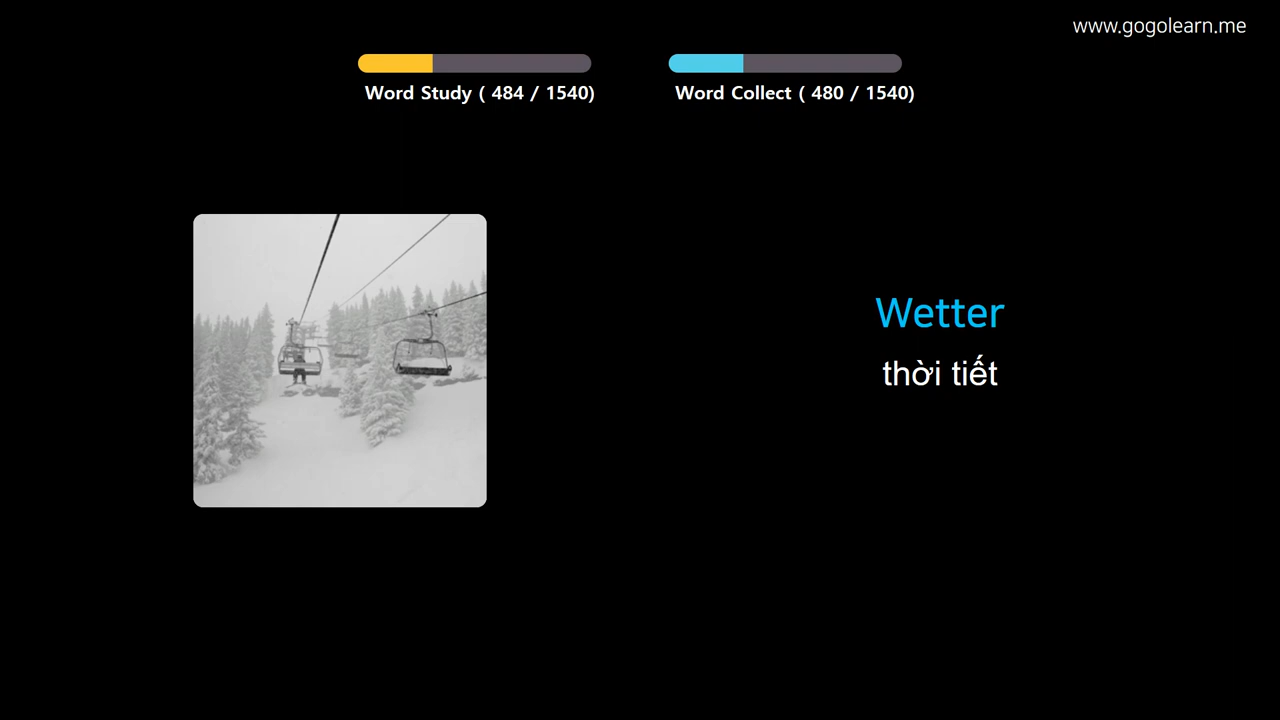 www.gogolearn.me
Word Study ( 484 / 1540)
Word Collect ( 480 / 1540)
Wetter
thời tiết